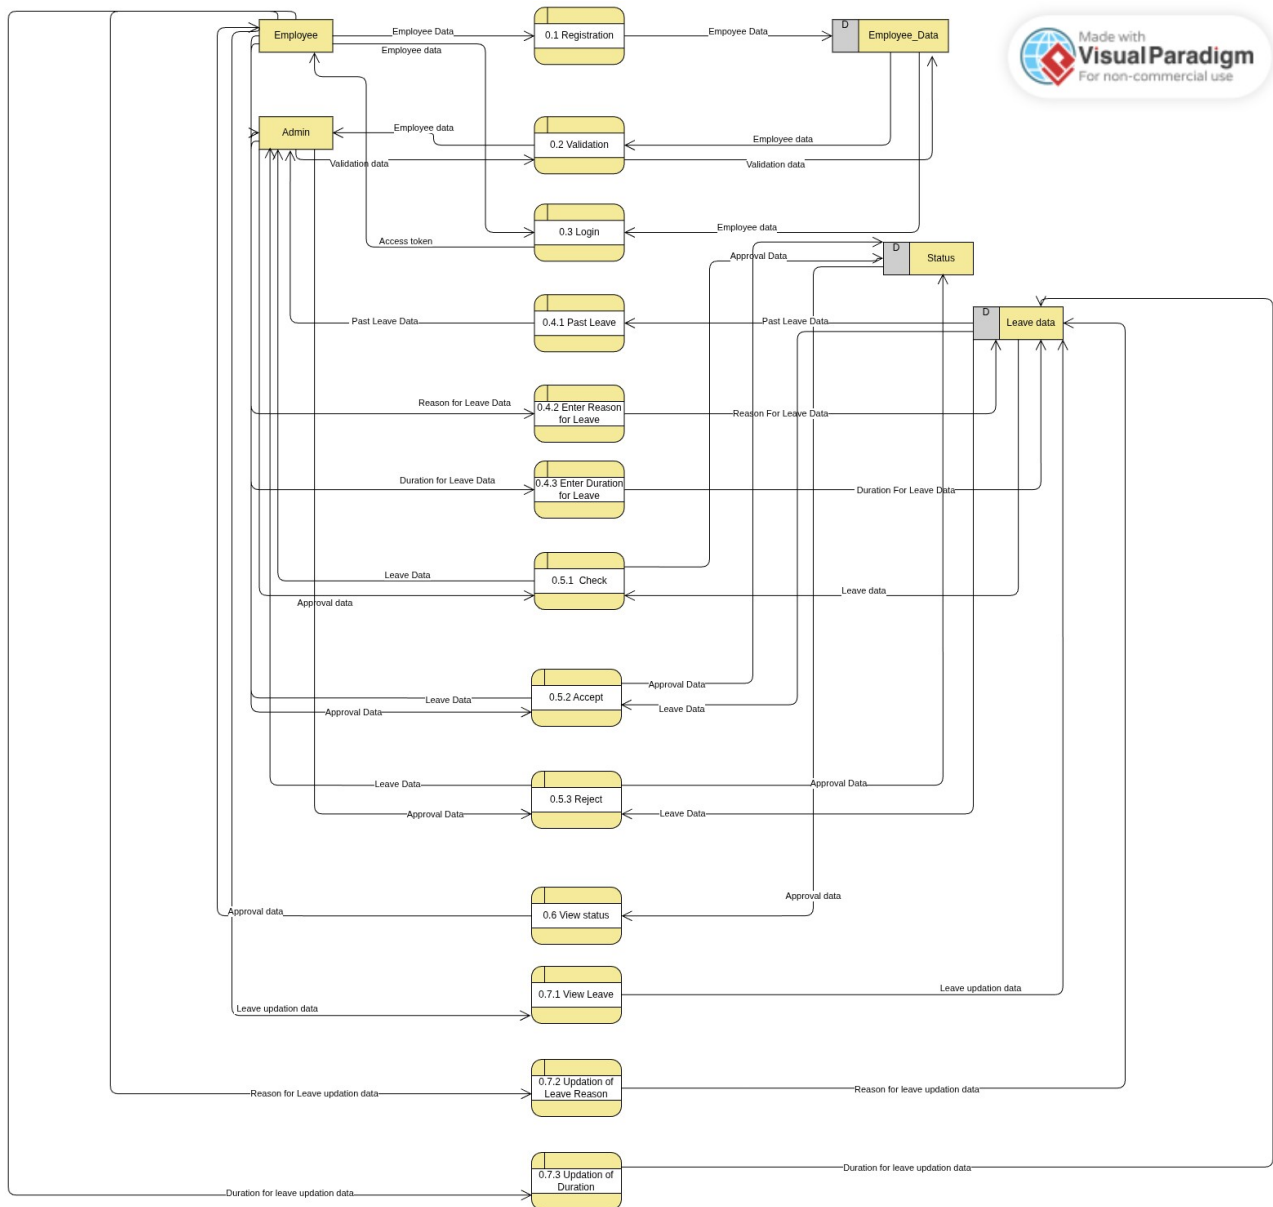 Employee
Employee Data
0.1 Registration
Empoyee Data
D
Employee_Data
Made with
Visual Paradigm
For non-commercial use
Employee data
Admin
Employee data
0.2 Validation
Employee data
Validation data
Validation data
0.3 Login
Employee data
Access token
Approval Data
D
Status
Past Leave Data
0.4.1 Past Leave
Past Leave Data
D
Leave data
Reason for Leave Data
0.4.2 Enter Reason
for Leave
Reason For Leave Data
Duration for Leave Data
0.4.3 Enter Duration
for Leave
Duration For Leave Data
Leave Data
0.5.1 Check
Leave data
Approval data
Leave Data
0.5.2 Accept
Approval Data
Approval Data
Leave Data
Leave Data
0.5.3 Reject
Approval Data
Approval Data
Leave Data
Approval data
0.6 View status
Approval data
0.7.1 View Leave
Leave updation data
Leave updation data
Reason for Leave updation data
0.7.2 Updation of
Leave Reason
Reason for leave updation data
Duration for leave updation data
0.7.3 Updation of
Duration
Duration for leave updation data